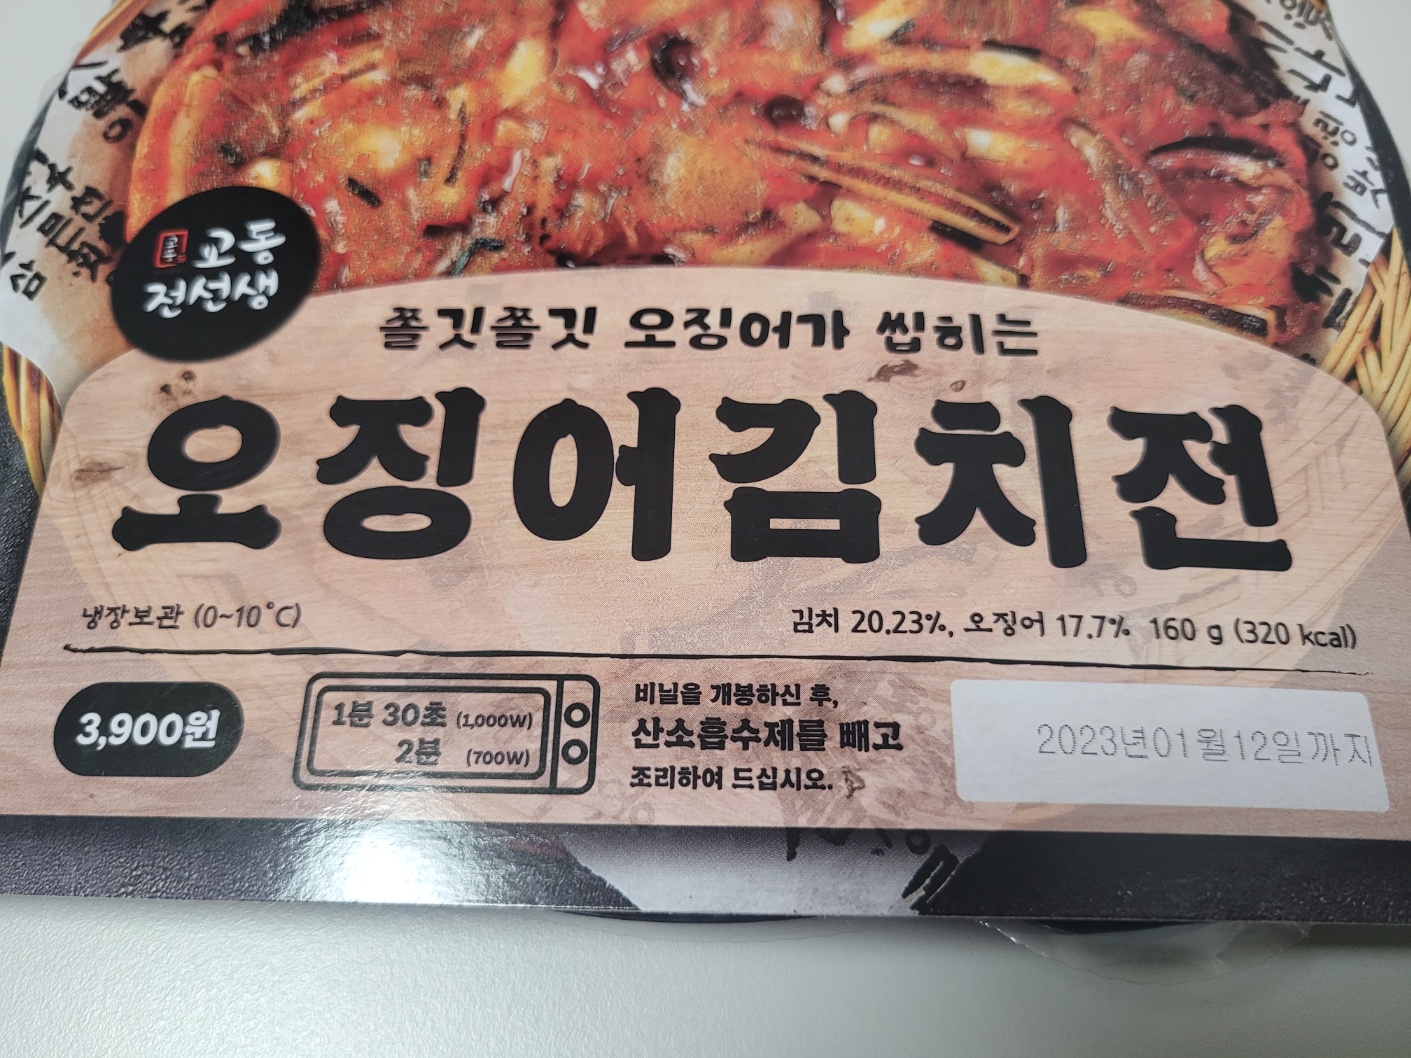 교동
교동
전선생
쫄깃쫄깃 오징어가 씹히는
오징어김치전
냉장보관 (0~10˚C)
김치 20.23%, 오징어 17.7% 160 g (320 kcal)
3,900원
1분 30초 (1,000W)
2분 (700W)
비닐을 개봉하신 후,
산소흡수제를 빼고
조리하여 드십시오.
2023년01월12일까지